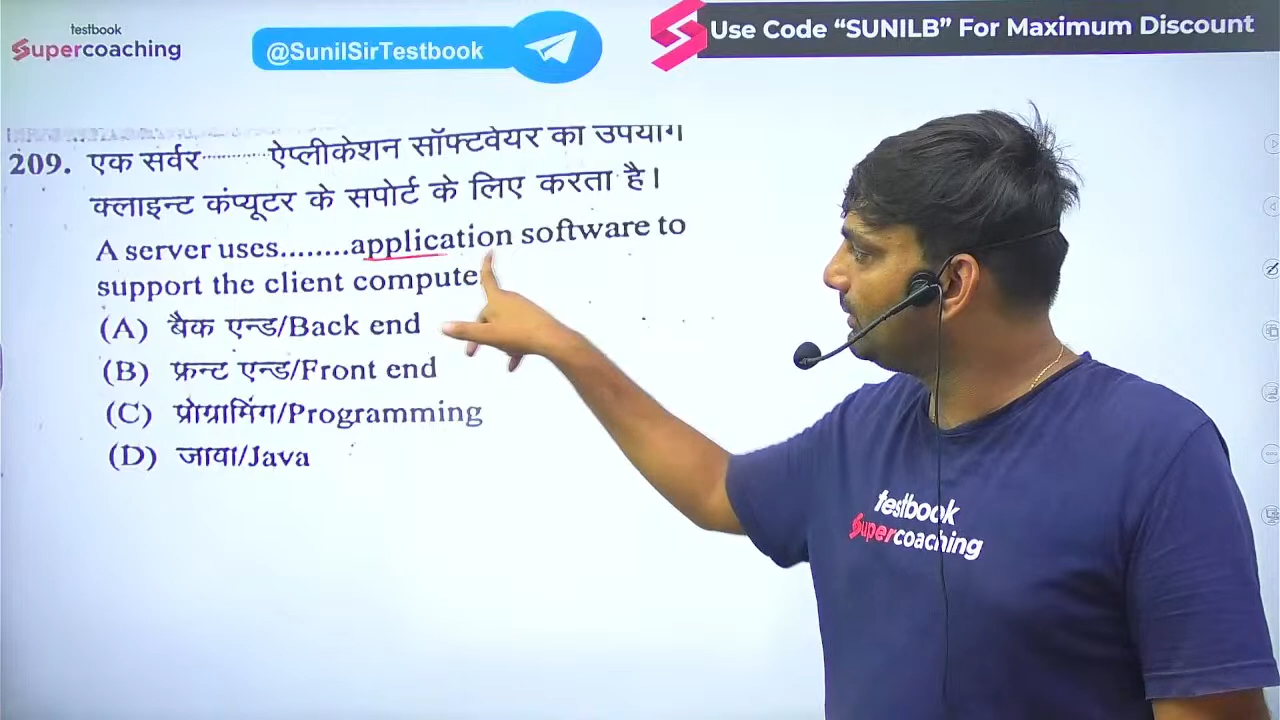 testbook
Supercoaching
@SunilSirTestbook
Use Code “SUNILB” For Maximum Discount
209. एक सर्वर..........ऐप्लीकेशन सॉफ्टवेयर का उपयोग
क्लाइन्ट कंप्यूटर के सपोर्ट के लिए करता है।
A server uses........application software to
support the client compute
(A) बैक एन्ड/Back end
(B) फ्रन्ट एन्ड/Front end
(C) प्रोग्रामिंग/Programming
(D) जावा/Java
testbook
Supercoaching